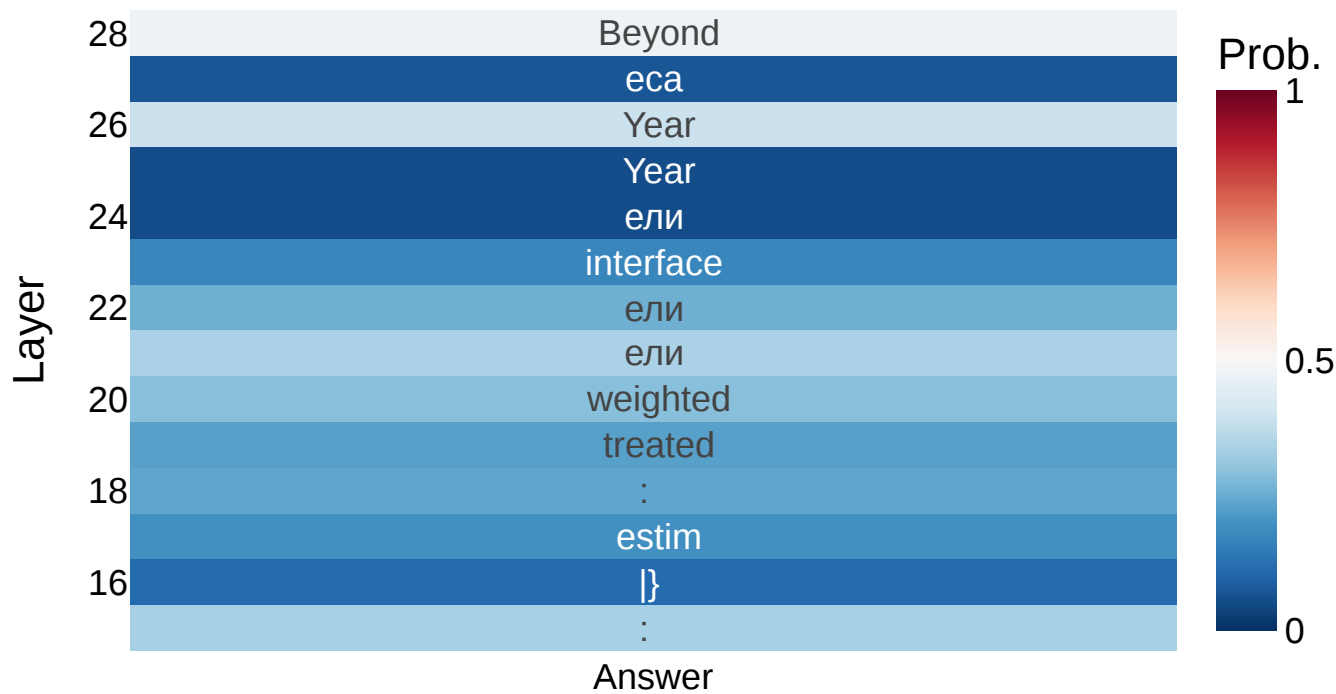 28 Beyond
eca
26 Year
Year
24 ели
interface
22 ели
ели
20 weighted
treated
18 :
estim
16 |}
:
Answer
Layer
Prob.
1
0.5
0